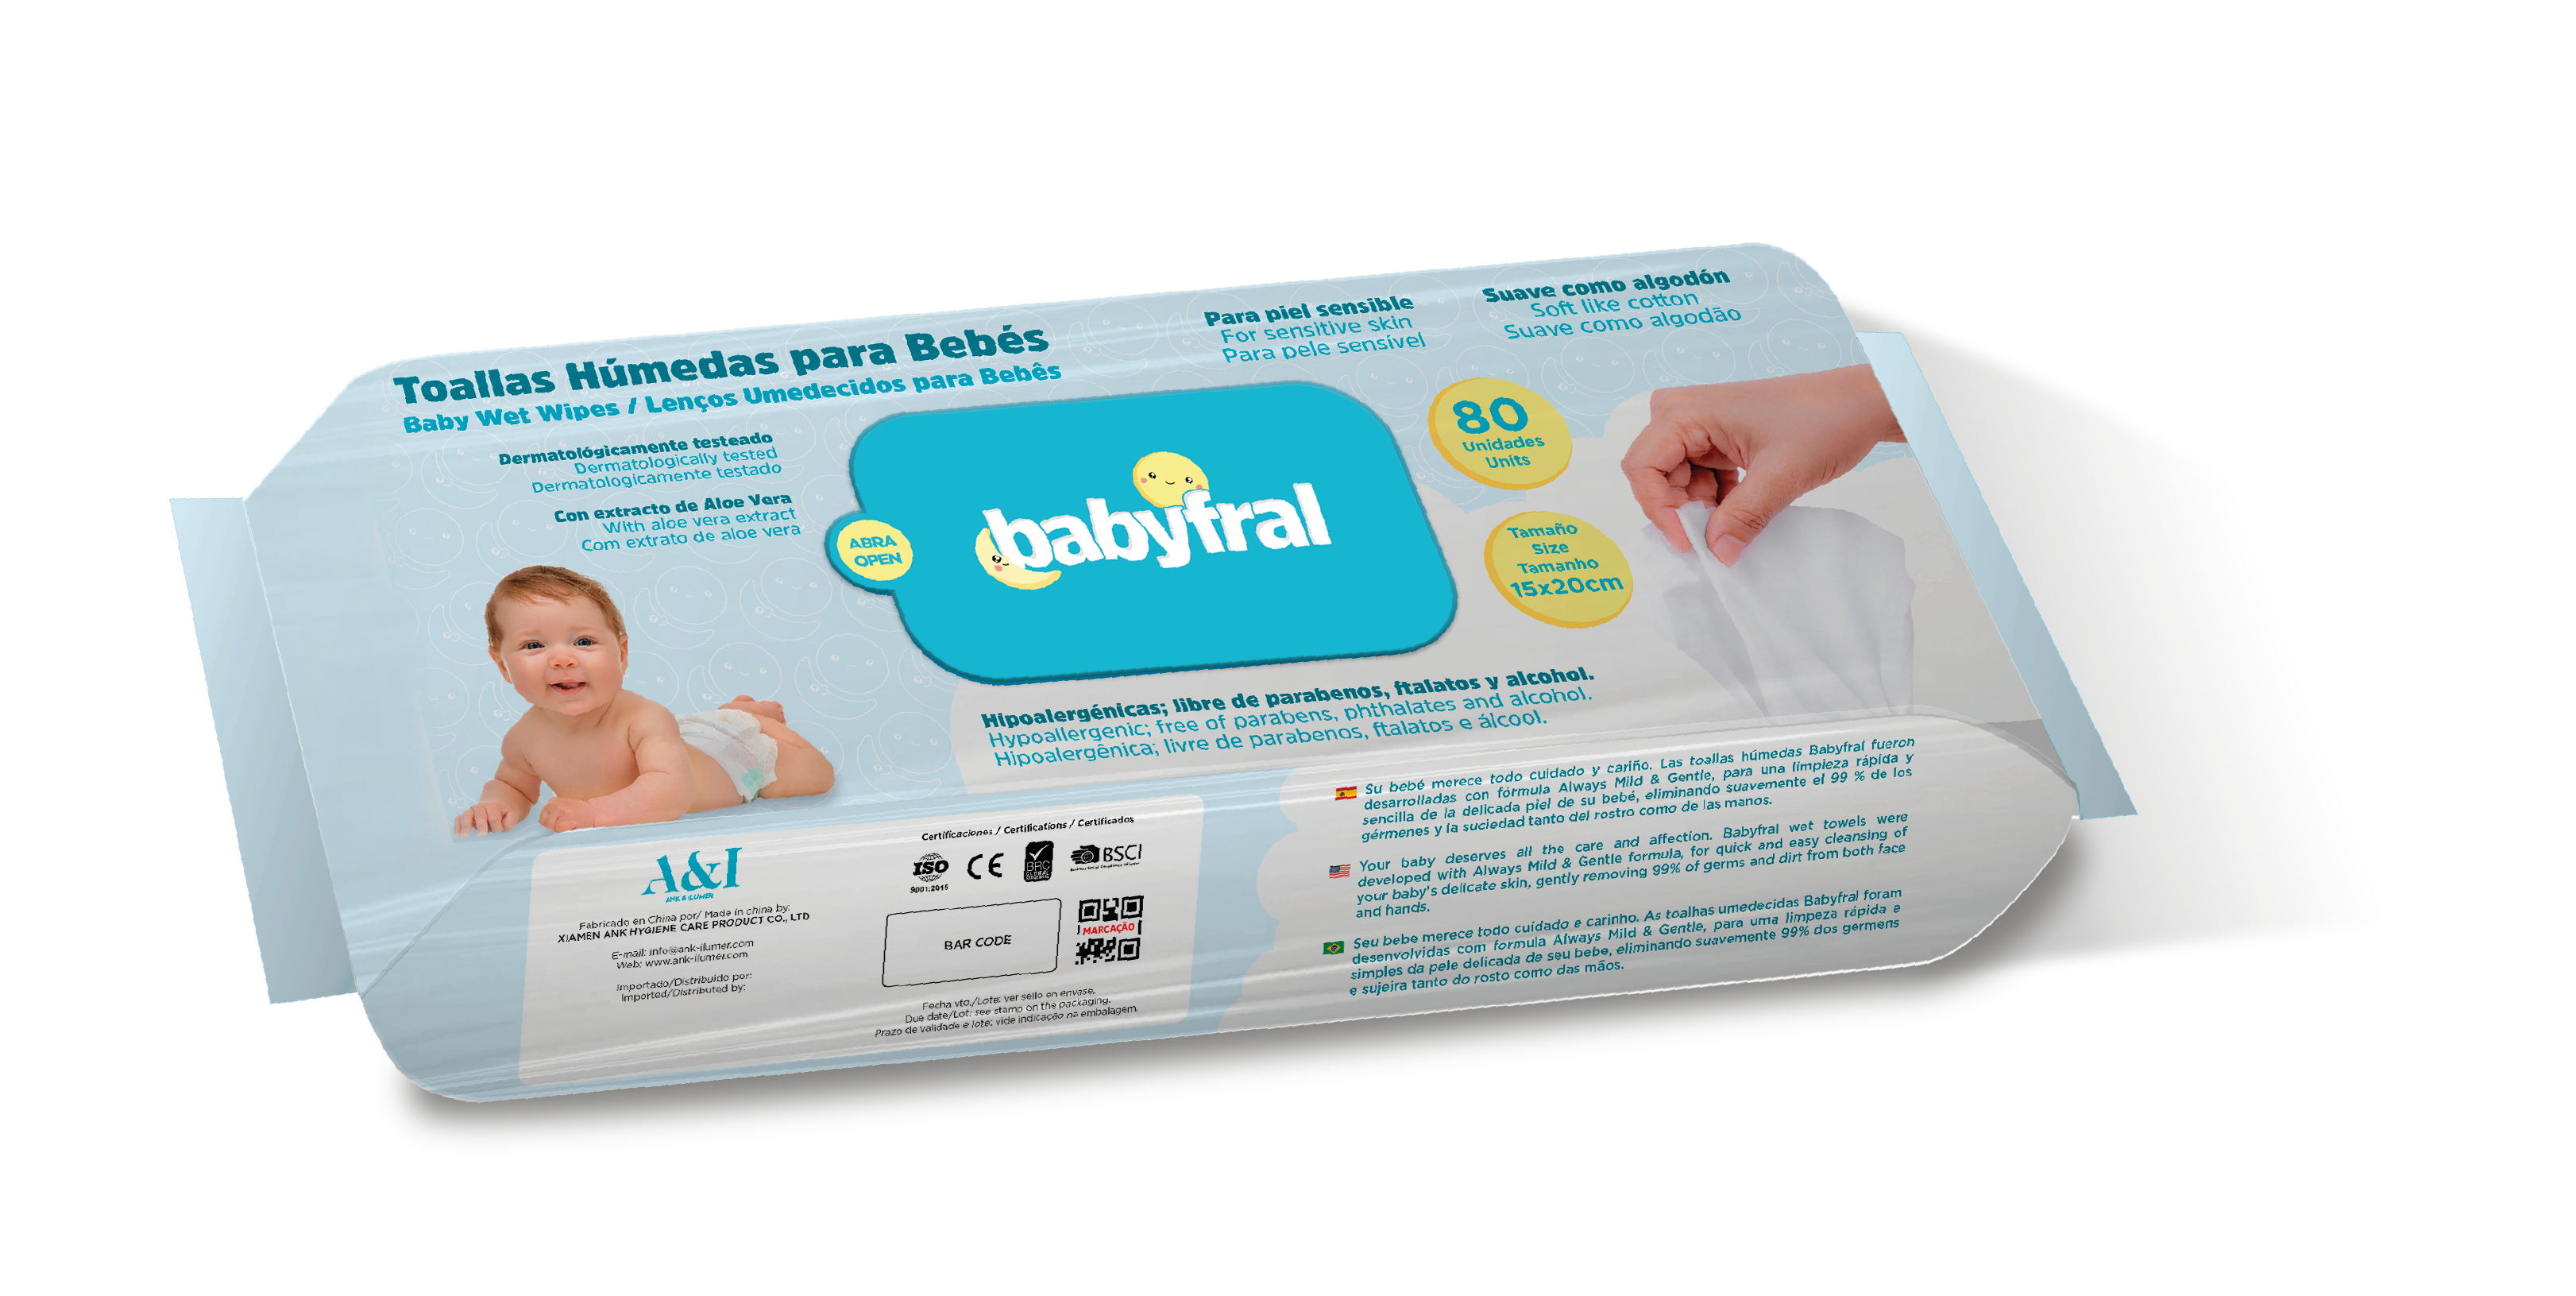 Toallas Húmedas para Bebés
Baby Wet Wipes / Lenços Umedecidos para Bebês
Para piel sensible
For sensitive skin
Para pele sensível
Suave como algodón
Soft like cotton
Suave como algodão
Dermatológicamente testeado
Dermatologically tested
Dermatologicamente testado
Con extracto de Aloe Vera
With aloe vera extract
Com extrato de aloe vera
ABRA
OPEN
babyfral
80
Unidades
Units
Tamaño
Size
Tamanho
15x20cm
Hipoalergénicas; libre de parabenos, ftalatos y alcohol.
Hypoallergenic; free of parabens, phthalates and alcohol.
Hipoalergênica; livre de parabenos, ftalatos e álcool.
A&I
ANK & ILUMER
Fabricado en China por/ Made in china by:
XIAMEN ANK HYGIENE CARE PRODUCT CO., LTD
E-mail: info@ank-ilumer.com
Web: www.ank-ilumer.com
Importado/Distribuido por:
Imported/Distributed by:
Certificaciones / Certifications / Certificados
ISO
9001:2015
CE
BRC
GLOBAL
BSCI
BAR CODE
MARCAÇÃO
Fecha vto./Lote: ver sello en envase.
Due date/Lot: see stamp on the packaging.
Prazo de validade e lote: vide indicação na embalagem.
Su bebé merece todo cuidado y cariño. Las toallas húmedas Babyfral fueron
desarrolladas con fórmula Always Mild & Gentle, para una limpieza rápida y
sencilla de la delicada piel de su bebé, eliminando suavemente el 99 % de los
gérmenes y la suciedad tanto del rostro como de las manos.
Your baby deserves all the care and affection. Babyfral wet towels were
developed with Always Mild & Gentle formula, for quick and easy cleansing of
your baby's delicate skin, gently removing 99% of germs and dirt from both face
and hands.
Seu bebe merece todo cuidado e carinho. As toalhas umedecidas Babyfral foram
desenvolvidas com formula Always Mild & Gentle, para uma limpeza rápida e
simples da pele delicada de seu bebe, eliminando suavemente 99% dos germens
e sujeira tanto do rosto como das mãos.